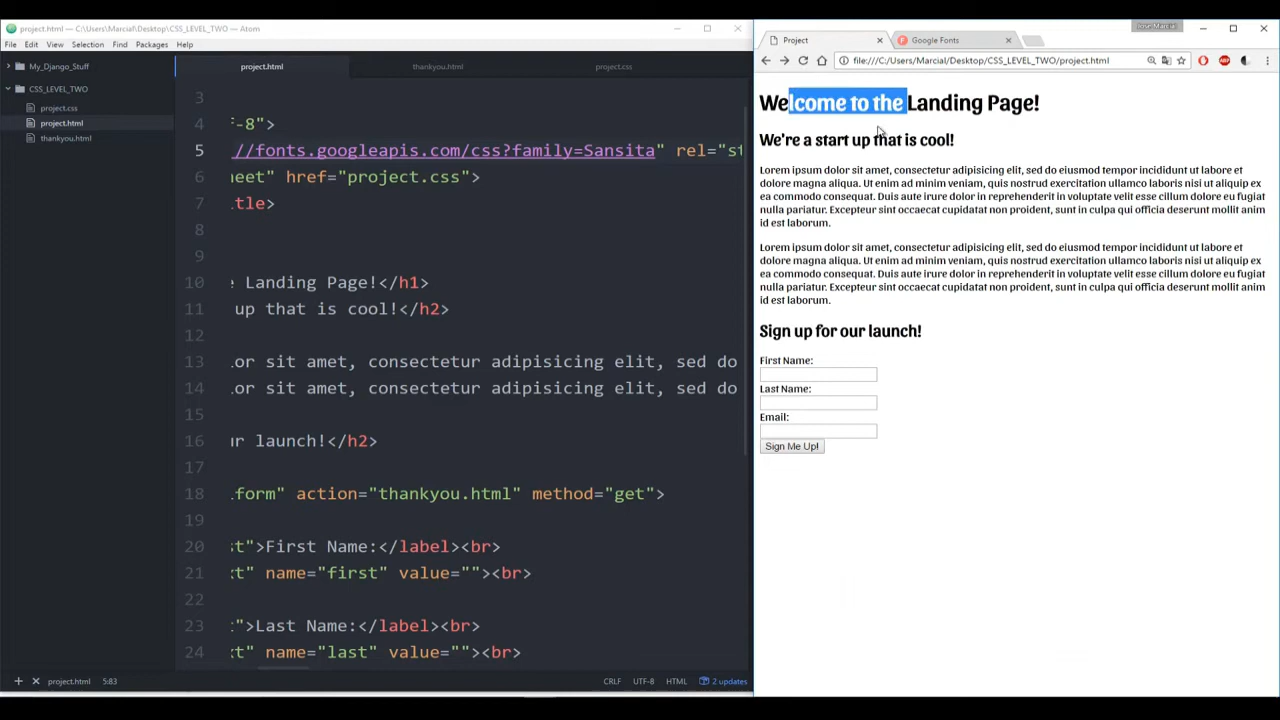 project.html — C:\Users\Marcial\Desktop\CSS_LEVEL_TWO — Atom
File Edit View Selection Find Packages Help
My_Django_Stuff
CSS_LEVEL_TWO
project.css
project.html
thankyou.html
project.html thankyou.html project.css
3
4 :f-8">
5 //fonts.googleapis.com/css?family=Sansita" rel="st
6 neet" href="project.css">
7 :tle>
8
9
10 e Landing Page!</h1>
11 up that is cool!</h2>
12
13 or sit amet, consectetur adipisicing elit, sed do
14 or sit amet, consectetur adipisicing elit, sed do
15
16 ur launch!</h2>
17
18 form" action="thankyou.html" method="get">
19
20 st">First Name:</label><br>
21 xt" name="first" value=""><br>
22
23 t">Last Name:</label><br>
24 xt" name="last" value=""><br>
project.html 5:83 CRLF UTF-8 HTML 2 updates
Jose Marcial
Project Google Fonts
file:///C:/Users/Marcial/Desktop/CSS_LEVEL_TWO/project.html
ABP
Welcome to the Landing Page!
We're a start up that is cool!
Lorem ipsum dolor sit amet, consectetur adipisicing elit, sed do eiusmod tempor incididunt ut labore et
dolore magna aliqua. Ut enim ad minim veniam, quis nostrud exercitation ullamco laboris nisi ut aliquip ex
ea commodo consequat. Duis aute irure dolor in reprehenderit in voluptate velit esse cillum dolore eu fugiat
nulla pariatur. Excepteur sint occaecat cupidatat non proident, sunt in culpa qui officia deserunt mollit anim
id est laborum.
Lorem ipsum dolor sit amet, consectetur adipisicing elit, sed do eiusmod tempor incididunt ut labore et
dolore magna aliqua. Ut enim ad minim veniam, quis nostrud exercitation ullamco laboris nisi ut aliquip ex
ea commodo consequat. Duis aute irure dolor in reprehenderit in voluptate velit esse cillum dolore eu fugiat
nulla pariatur. Excepteur sint occaecat cupidatat non proident, sunt in culpa qui officia deserunt mollit anim
id est laborum.
Sign up for our launch!
First Name:
Last Name:
Email:
Sign Me Up!